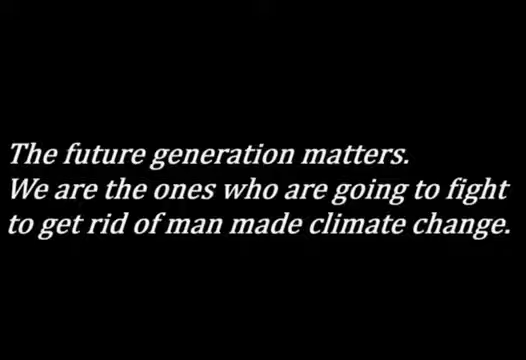 The future generation matters.
We are the ones who are going to fight
to get rid of man made climate change.